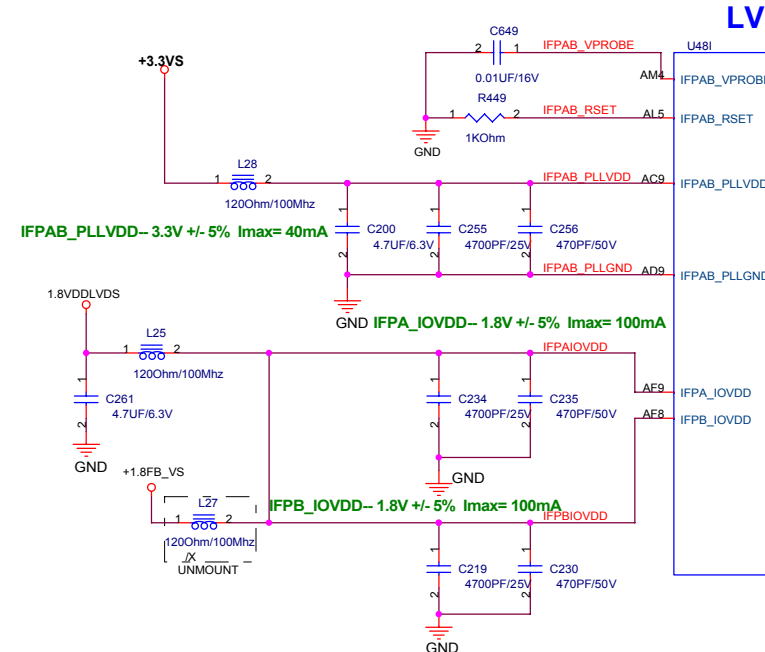 LV
C649
U48I
2
1
IFPAB_VPROBE
+3.3VS
0.01UF/16V
AM4
IFPAB_VPROB
R449
1
2
IFPAB_RSET
AL5
IFPAB_RSET
1KOhm
GND
L28
1
2
IFPAB_PLLVDD
AC9
IFPAB_PLLVDD
120Ohm/100Mhz
1
1
1
C200
C255
C256
IFPAB_PLLVDD-- 3.3V +/- 5% Imax= 40mA
4.7UF/6.3V
4700PF/25V
470PF/50V
2
2
2
IFPAB_PLLGND
AD9
IFPAB_PLLGND
1.8VDDLVDS
GND
IFPA_IOVDD-- 1.8V +/- 5% Imax= 100mA
L25
1
2
IFPAIOVDD
120Ohm/100Mhz
1
1
1
AF9
IFPA_IOVDD
C261
C234
C235
4.7UF/6.3V
4700PF/25V
470PF/50V
AF8
IFPB_IOVDD
2
2
2
GND
+1.8FB_VS
GND
L27
IFPB_IOVDD-- 1.8V +/- 5% Imax= 100mA
1
2
IFPBIOVDD
120Ohm/100Mhz
/X
UNMOUNT
1
1
C219
C230
4700PF/25V
470PF/50V
2
2
GND